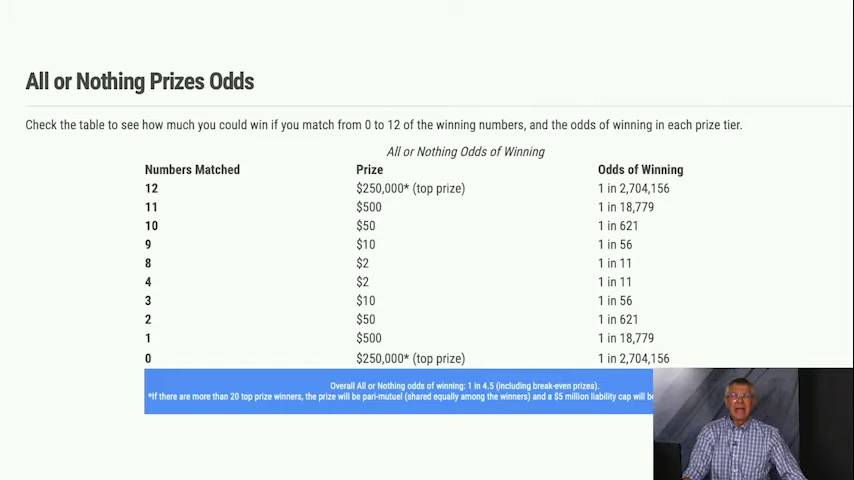 All or Nothing Prizes Odds
Check the table to see how much you could win if you match from 0 to 12 of the winning numbers, and the odds of winning in each prize tier.
All or Nothing Odds of Winning
Numbers Matched Prize Odds of Winning
12 $250,000* (top prize) 1 in 2,704,156
11 $500 1 in 18,779
10 $50 1 in 621
9 $10 1 in 56
8 $2 1 in 11
4 $2 1 in 11
3 $10 1 in 56
2 $50 1 in 621
1 $500 1 in 18,779
0 $250,000* (top prize) 1 in 2,704,156
Overall All or Nothing odds of winning: 1 in 4.5 (including break-even prizes).
*If there are more than 20 top prize winners, the prize will be pari-mutuel (shared equally among the winners) and a $5 million liability cap will